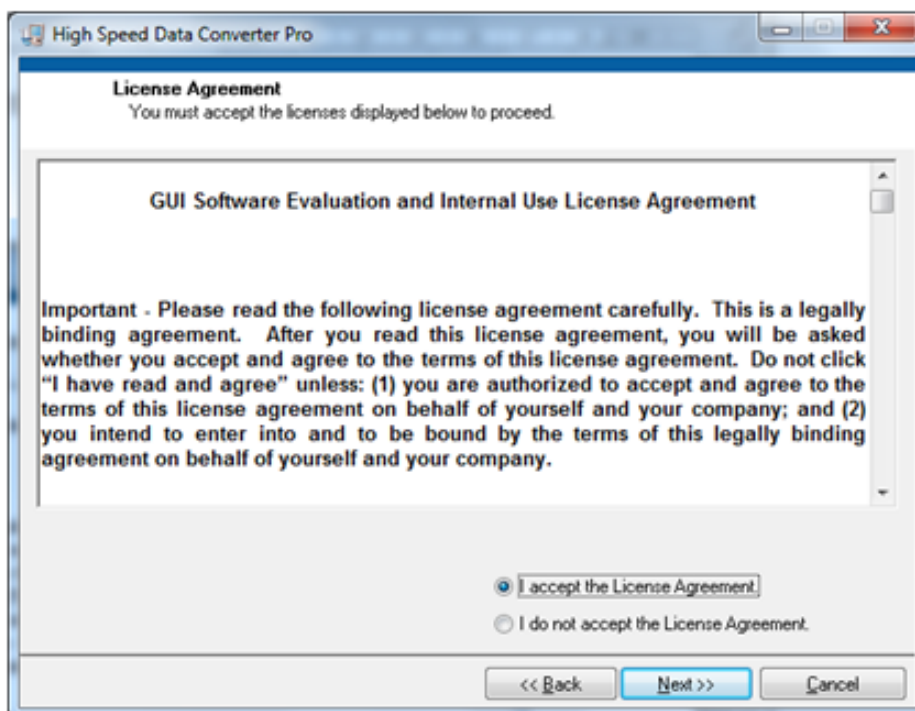 High Speed Data Converter Pro
License Agreement
You must accept the licenses displayed below to proceed.
GUI Software Evaluation and Internal Use License Agreement
Important - Please read the following license agreement carefully.  This is a legally
binding agreement.  After you read this license agreement, you will be asked
whether you accept and agree to the terms of this license agreement.  Do not click
“I have read and agree” unless: (1) you are authorized to accept and agree to the
terms of this license agreement on behalf of yourself and your company; and (2)
you intend to enter into and to be bound by the terms of this legally binding
agreement on behalf of yourself and your company.
I accept the License Agreement.
I do not accept the License Agreement.
<< Back
Next >>
Cancel